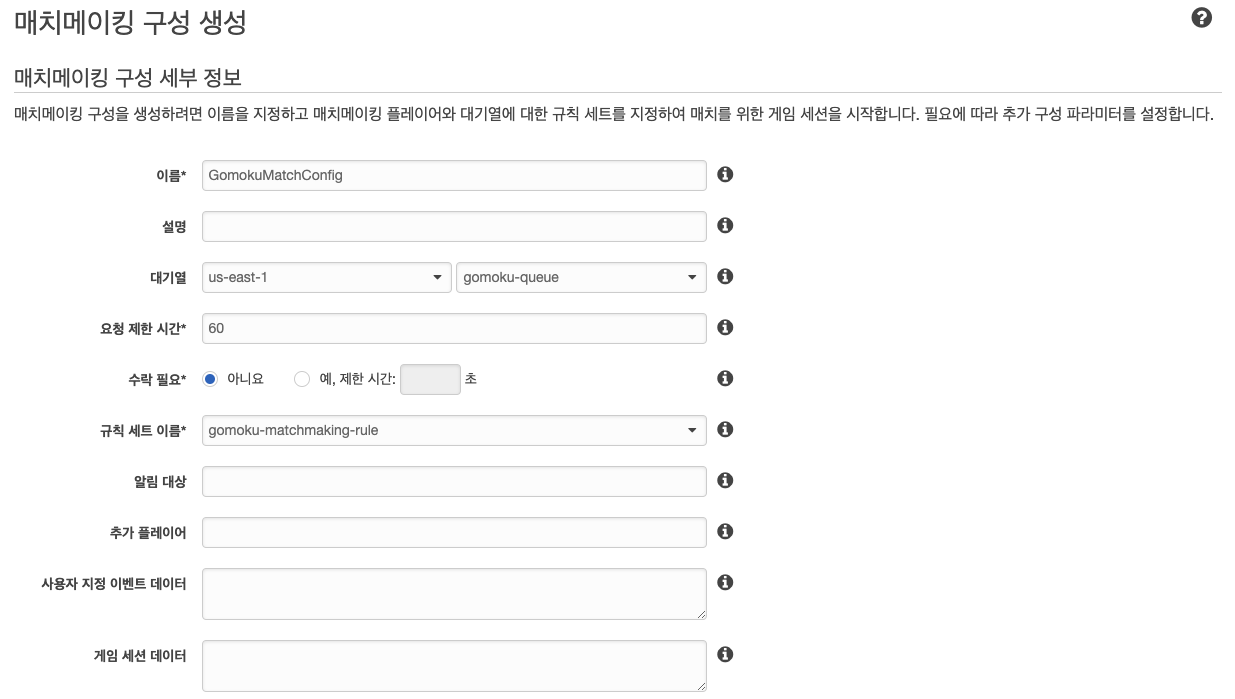 매치메이킹 구성 생성
매치메이킹 구성 세부 정보
매치메이킹 구성을 생성하려면 이름을 지정하고 매치메이킹 플레이어와 대기열에 대한 규칙 세트를 지정하여 매치를 위한 게임 세션을 시작합니다. 필요에 따라 추가 구성 파라미터를 설정합니다.
이름* GomokuMatchConfig
설명
대기열 us-east-1 gomoku-queue
요청 제한 시간* 60
수락 필요* 아니요 예, 제한 시간: 초
규칙 세트 이름* gomoku-matchmaking-rule
알림 대상
추가 플레이어
사용자 지정 이벤트 데이터
게임 세션 데이터